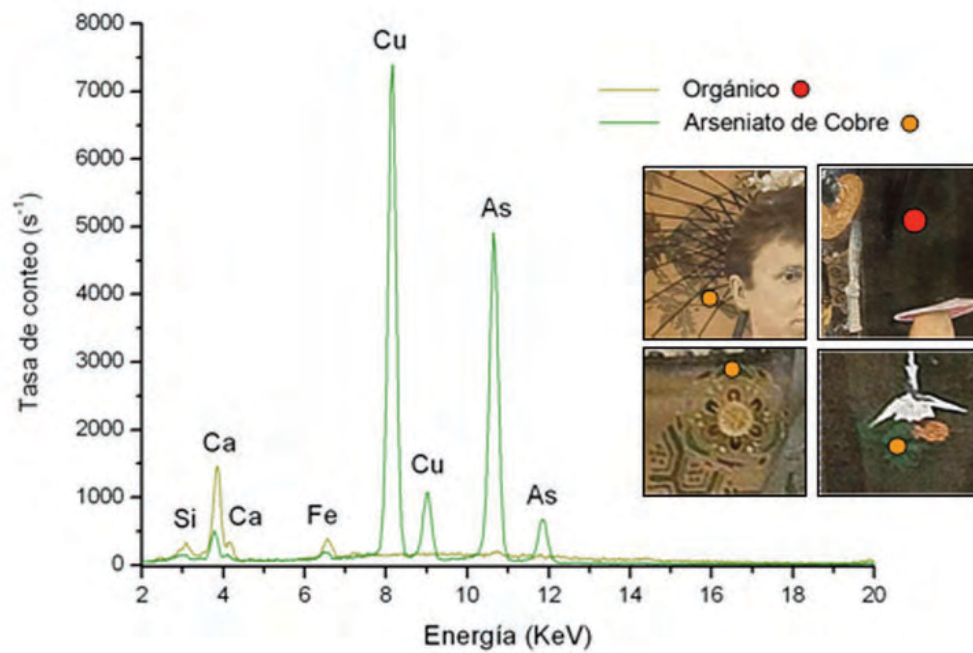 8000
7000
6000
5000
4000
3000
2000
1000
0
Tasa de conteo (s⁻¹)
Cu
As
Ca
Cu
Si
Ca
Fe
As
Orgánico
Arseniato de Cobre
2 4 6 8 10 12 14 16 18 20
Energía (KeV)